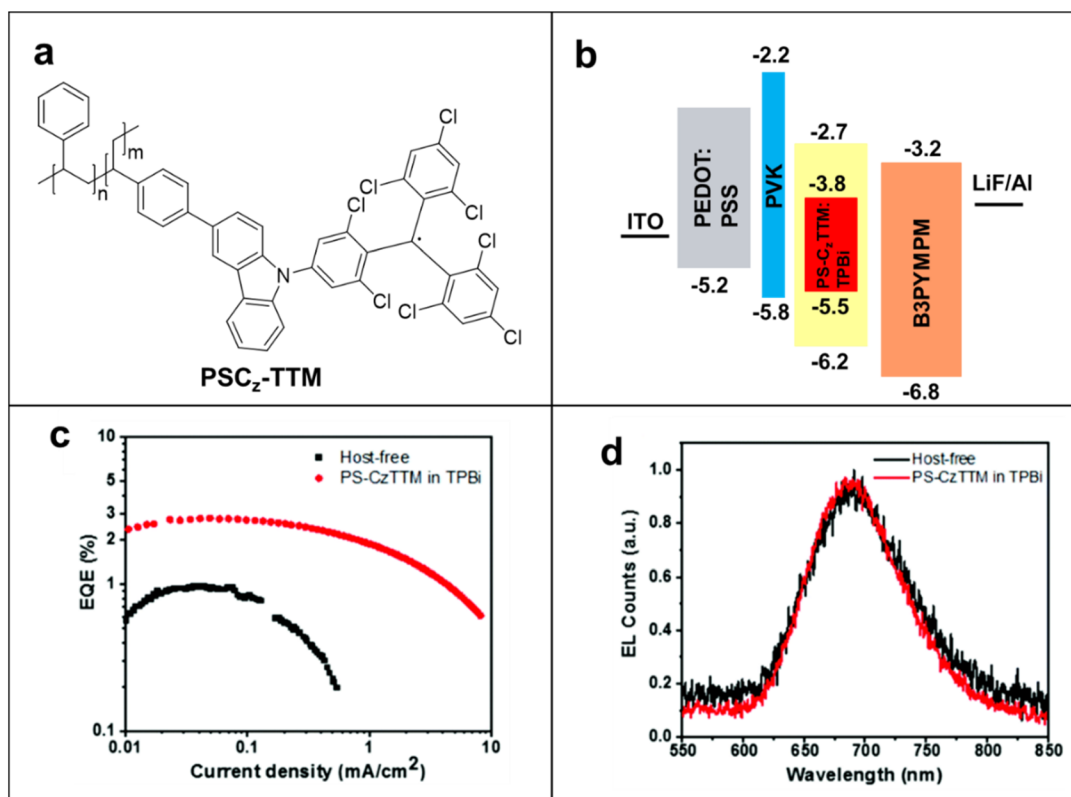 a
n
m
N
Cl
Cl
Cl
Cl
Cl
Cl
Cl
Cl
PSCz-TTM
b
-2.2
-2.7
-3.2
-3.8
ITO
PEDOT:
PSS
PVK
PS-CzTTM:
TPBi
B3PYMPM
LiF/Al
-5.2
-5.8
-5.5
-6.2
-6.8
c
Host-free
PS-CzTTM in TPBi
EQE (%)
10
5
3
2
1
0.1
0.01
0.1
1
10
Current density (mA/cm²)
d
Host-free
PS-CzTTM in TPBi
EL Counts (a.u.)
1.0
0.8
0.6
0.4
0.2
0.0
550
600
650
700
750
800
850
Wavelength (nm)